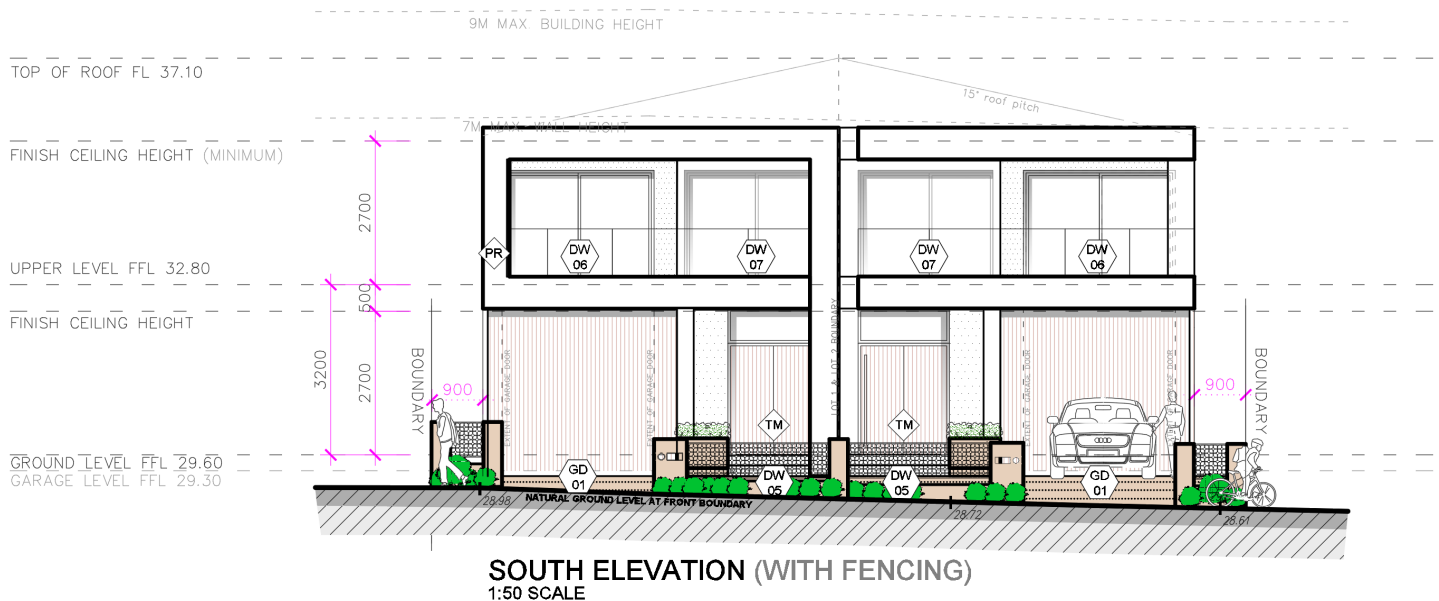 9M MAX. BUILDING HEIGHT
TOP OF ROOF FL 37.10
15° roof pitch
7M MAX. WALL HEIGHT
FINISH CEILING HEIGHT (MINIMUM)
2700
PR
DW
06
DW
07
DW
07
DW
06
UPPER LEVEL FFL 32.80
500
FINISH CEILING HEIGHT
3200
2700
BOUNDARY
900
EXTENT OF GARAGE DOOR
EXTENT OF GARAGE DOOR
LOT 1 & LOT 2 BOUNDARY
EXTENT OF GARAGE DOOR
900
BOUNDARY
TM
TM
GROUND LEVEL FFL 29.60
GARAGE LEVEL FFL 29.30
GD
01
DW
05
DW
05
GD
01
28.98
NATURAL GROUND LEVEL AT FRONT BOUNDARY
28.72
28.61
SOUTH ELEVATION (WITH FENCING)
1:50 SCALE